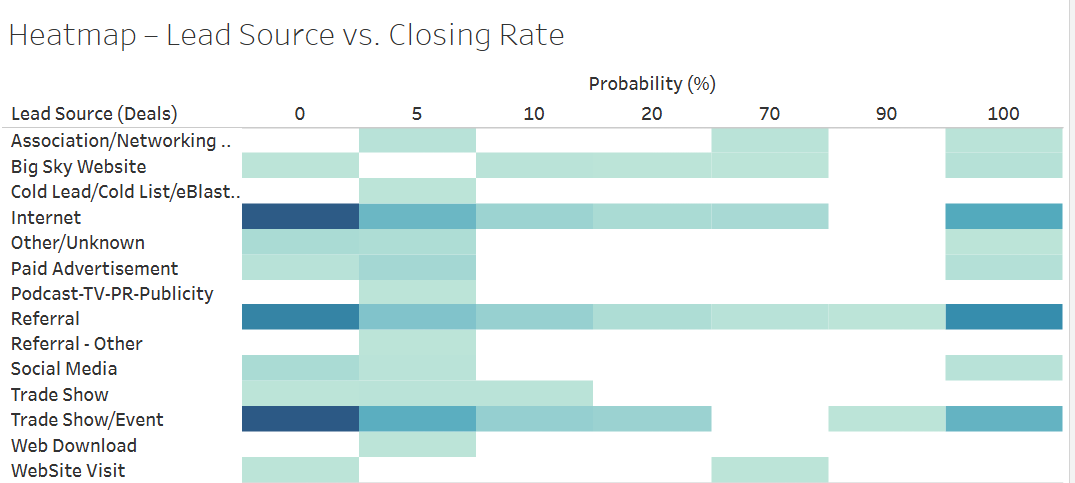 Heatmap – Lead Source vs. Closing Rate
Probability (%)
Lead Source (Deals) 0 5 10 20 70 90 100
Association/Networking ..
Big Sky Website
Cold Lead/Cold List/eBlast..
Internet
Other/Unknown
Paid Advertisement
Podcast-TV-PR-Publicity
Referral
Referral - Other
Social Media
Trade Show
Trade Show/Event
Web Download
WebSite Visit